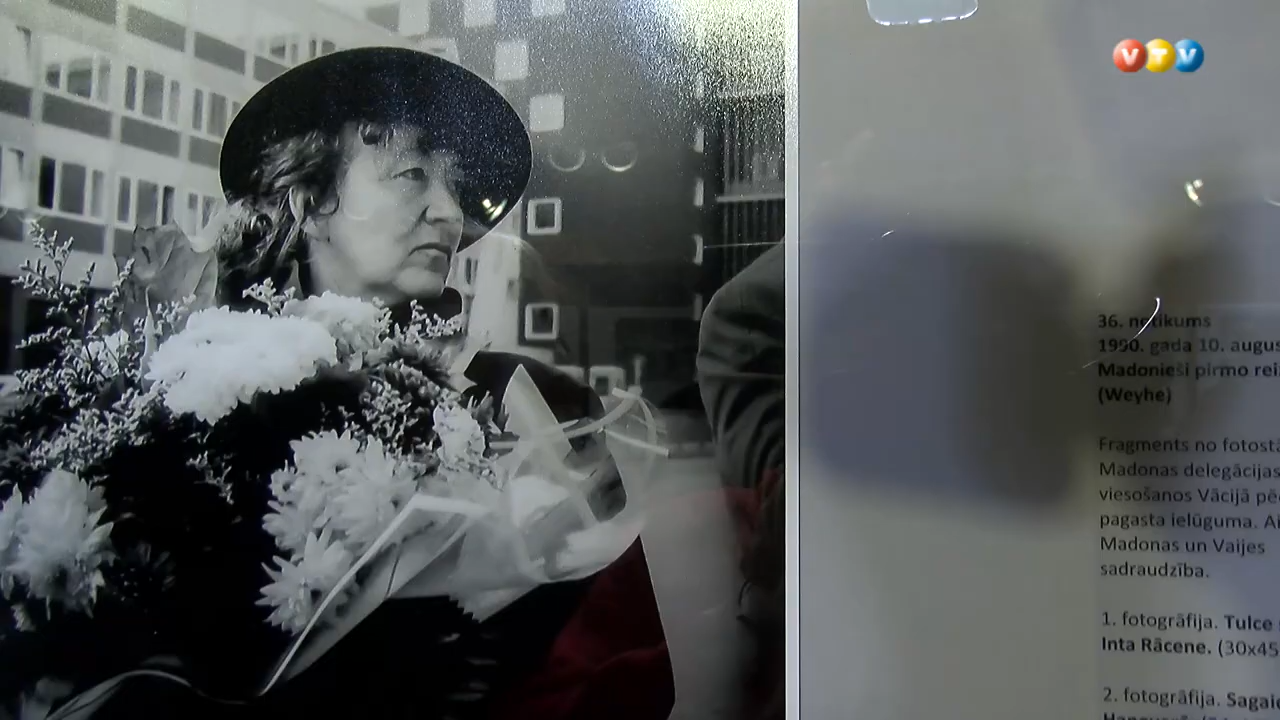 VTV
36. notikums
1990. gada 10. augus
Madonieši pirmo rei
(Weyhe)
Fragments no fotostā
Madonas delegācijas
viesošanos Vācijā pē
pagasta ielūguma. Ai
Madonas un Vaijes
sadraudzība.
1. fotogrāfija. Tulce
Inta Rācene. (30x45
2. fotogrāfija. Sagaid